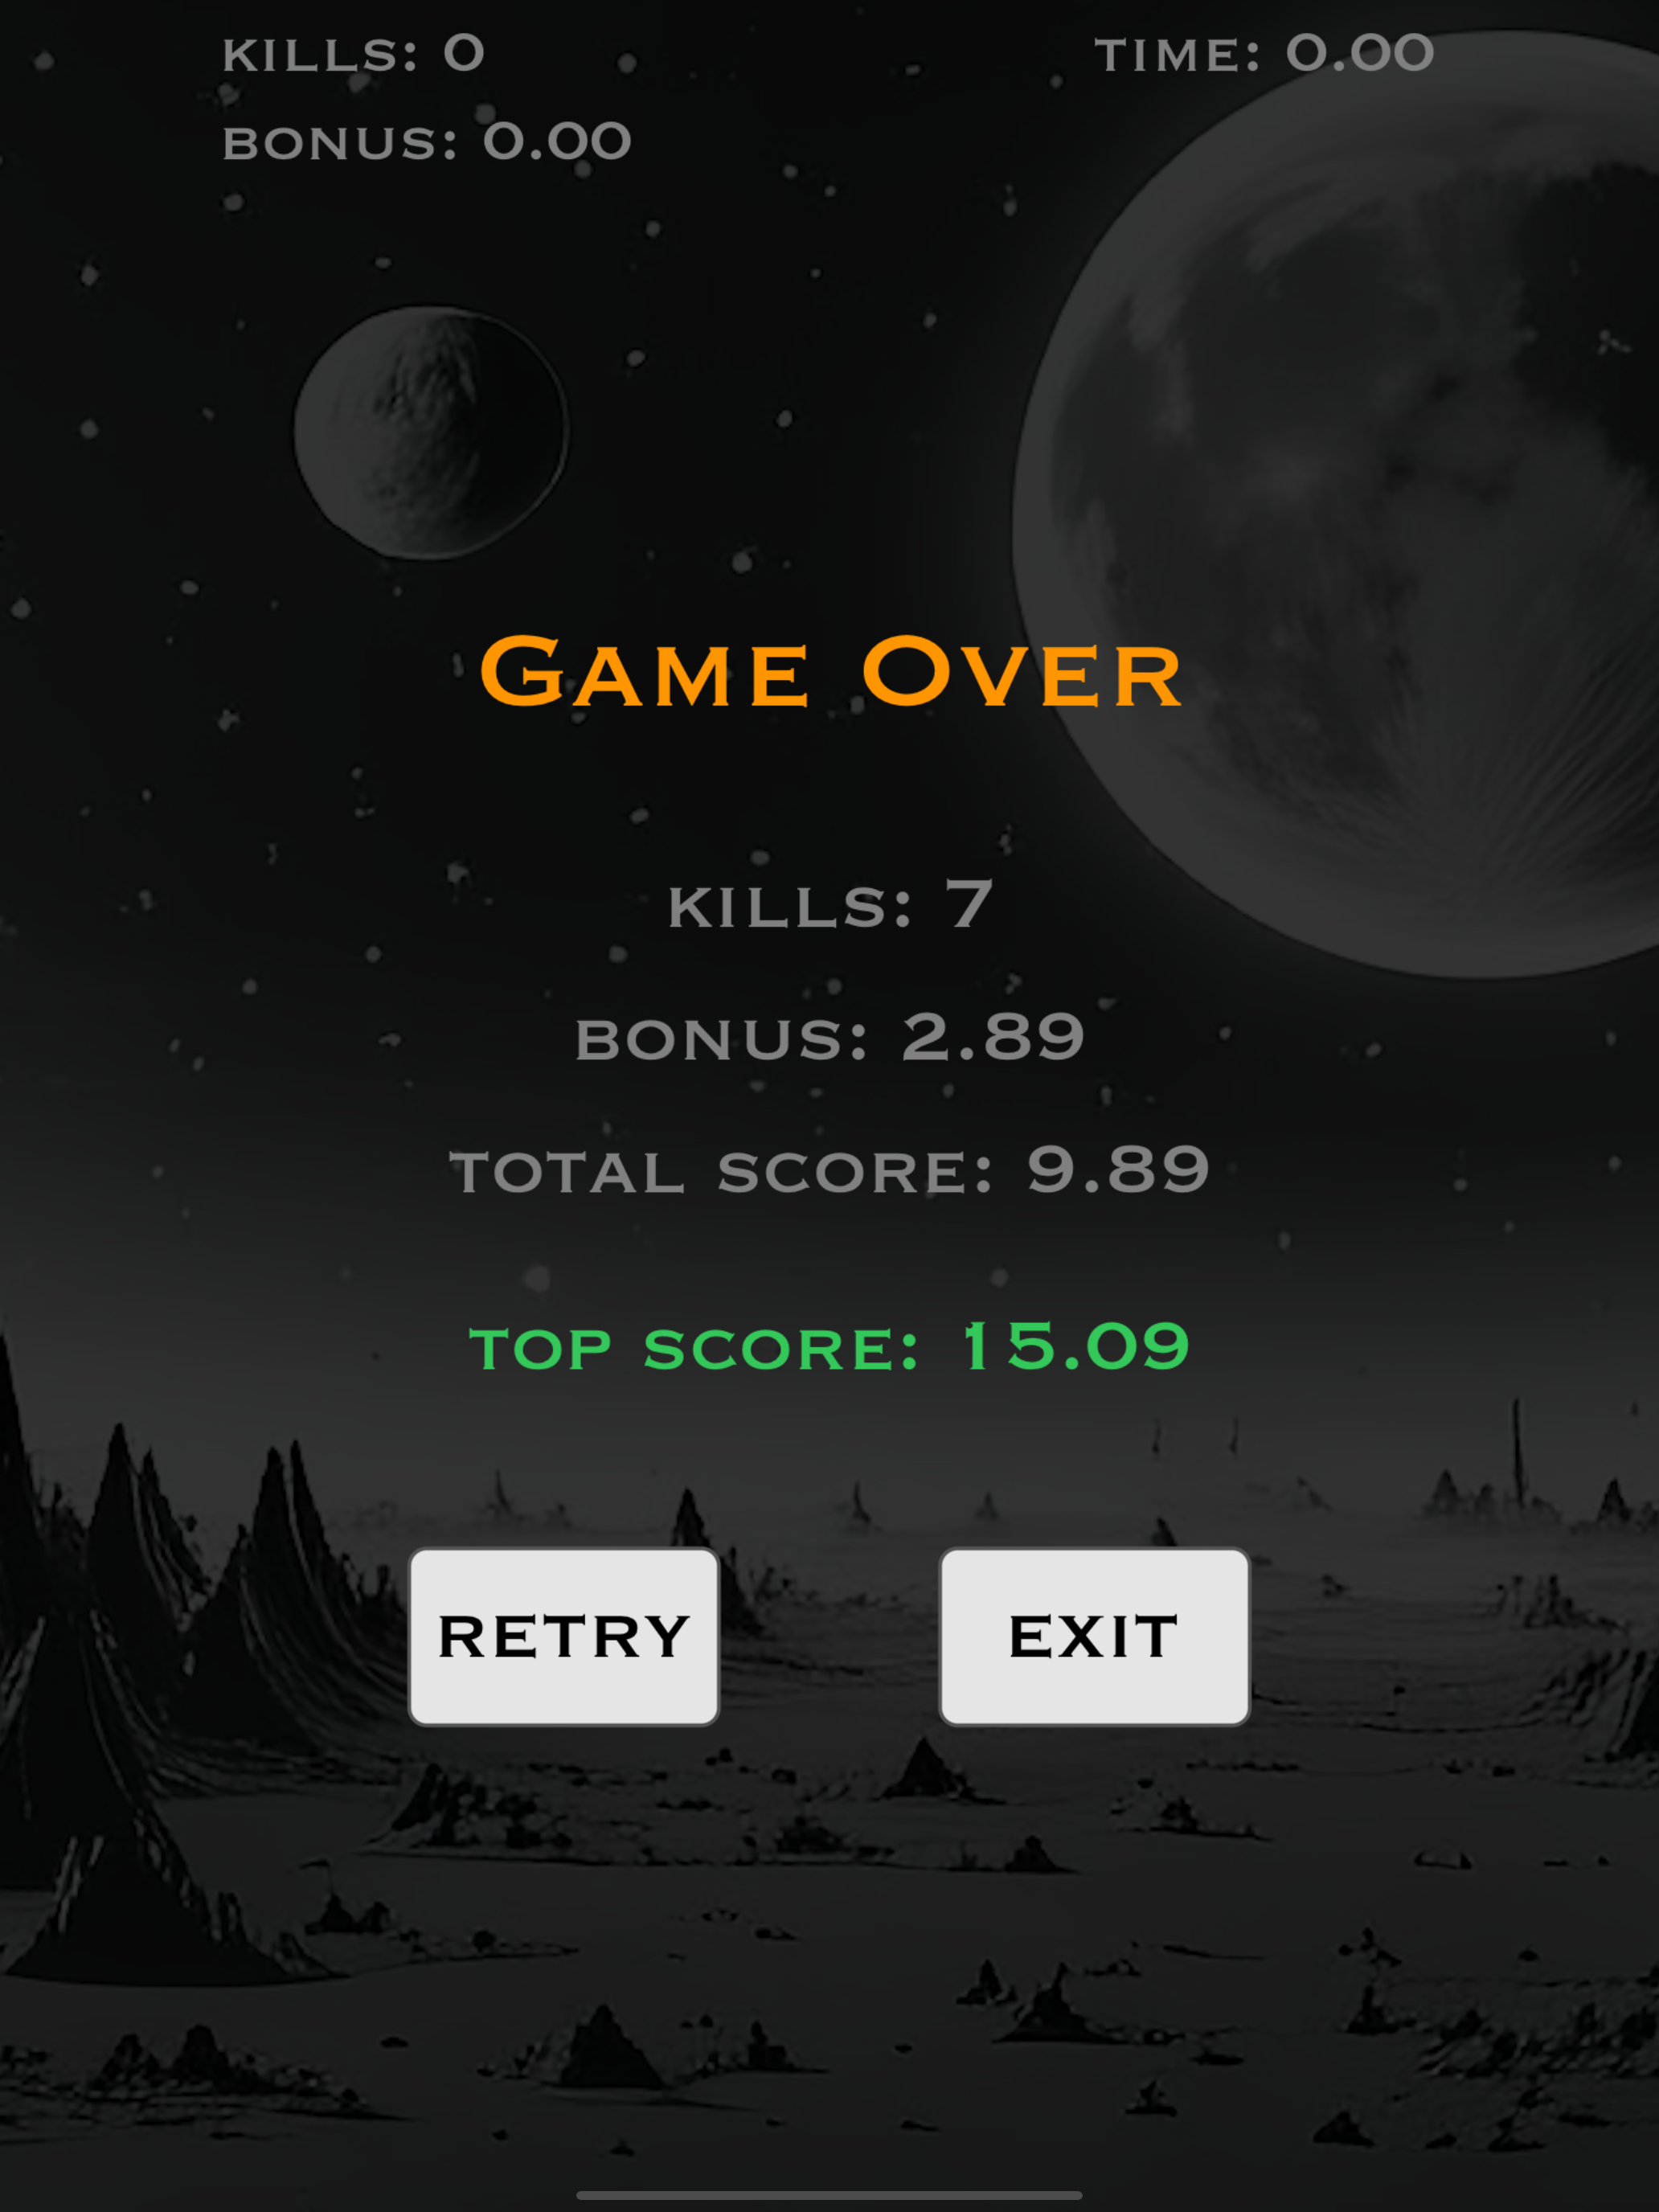 KILLS: 0
TIME: 0.00
BONUS: 0.00
GAME OVER
KILLS: 7
BONUS: 2.89
TOTAL SCORE: 9.89
TOP SCORE: 15.09
RETRY
EXIT